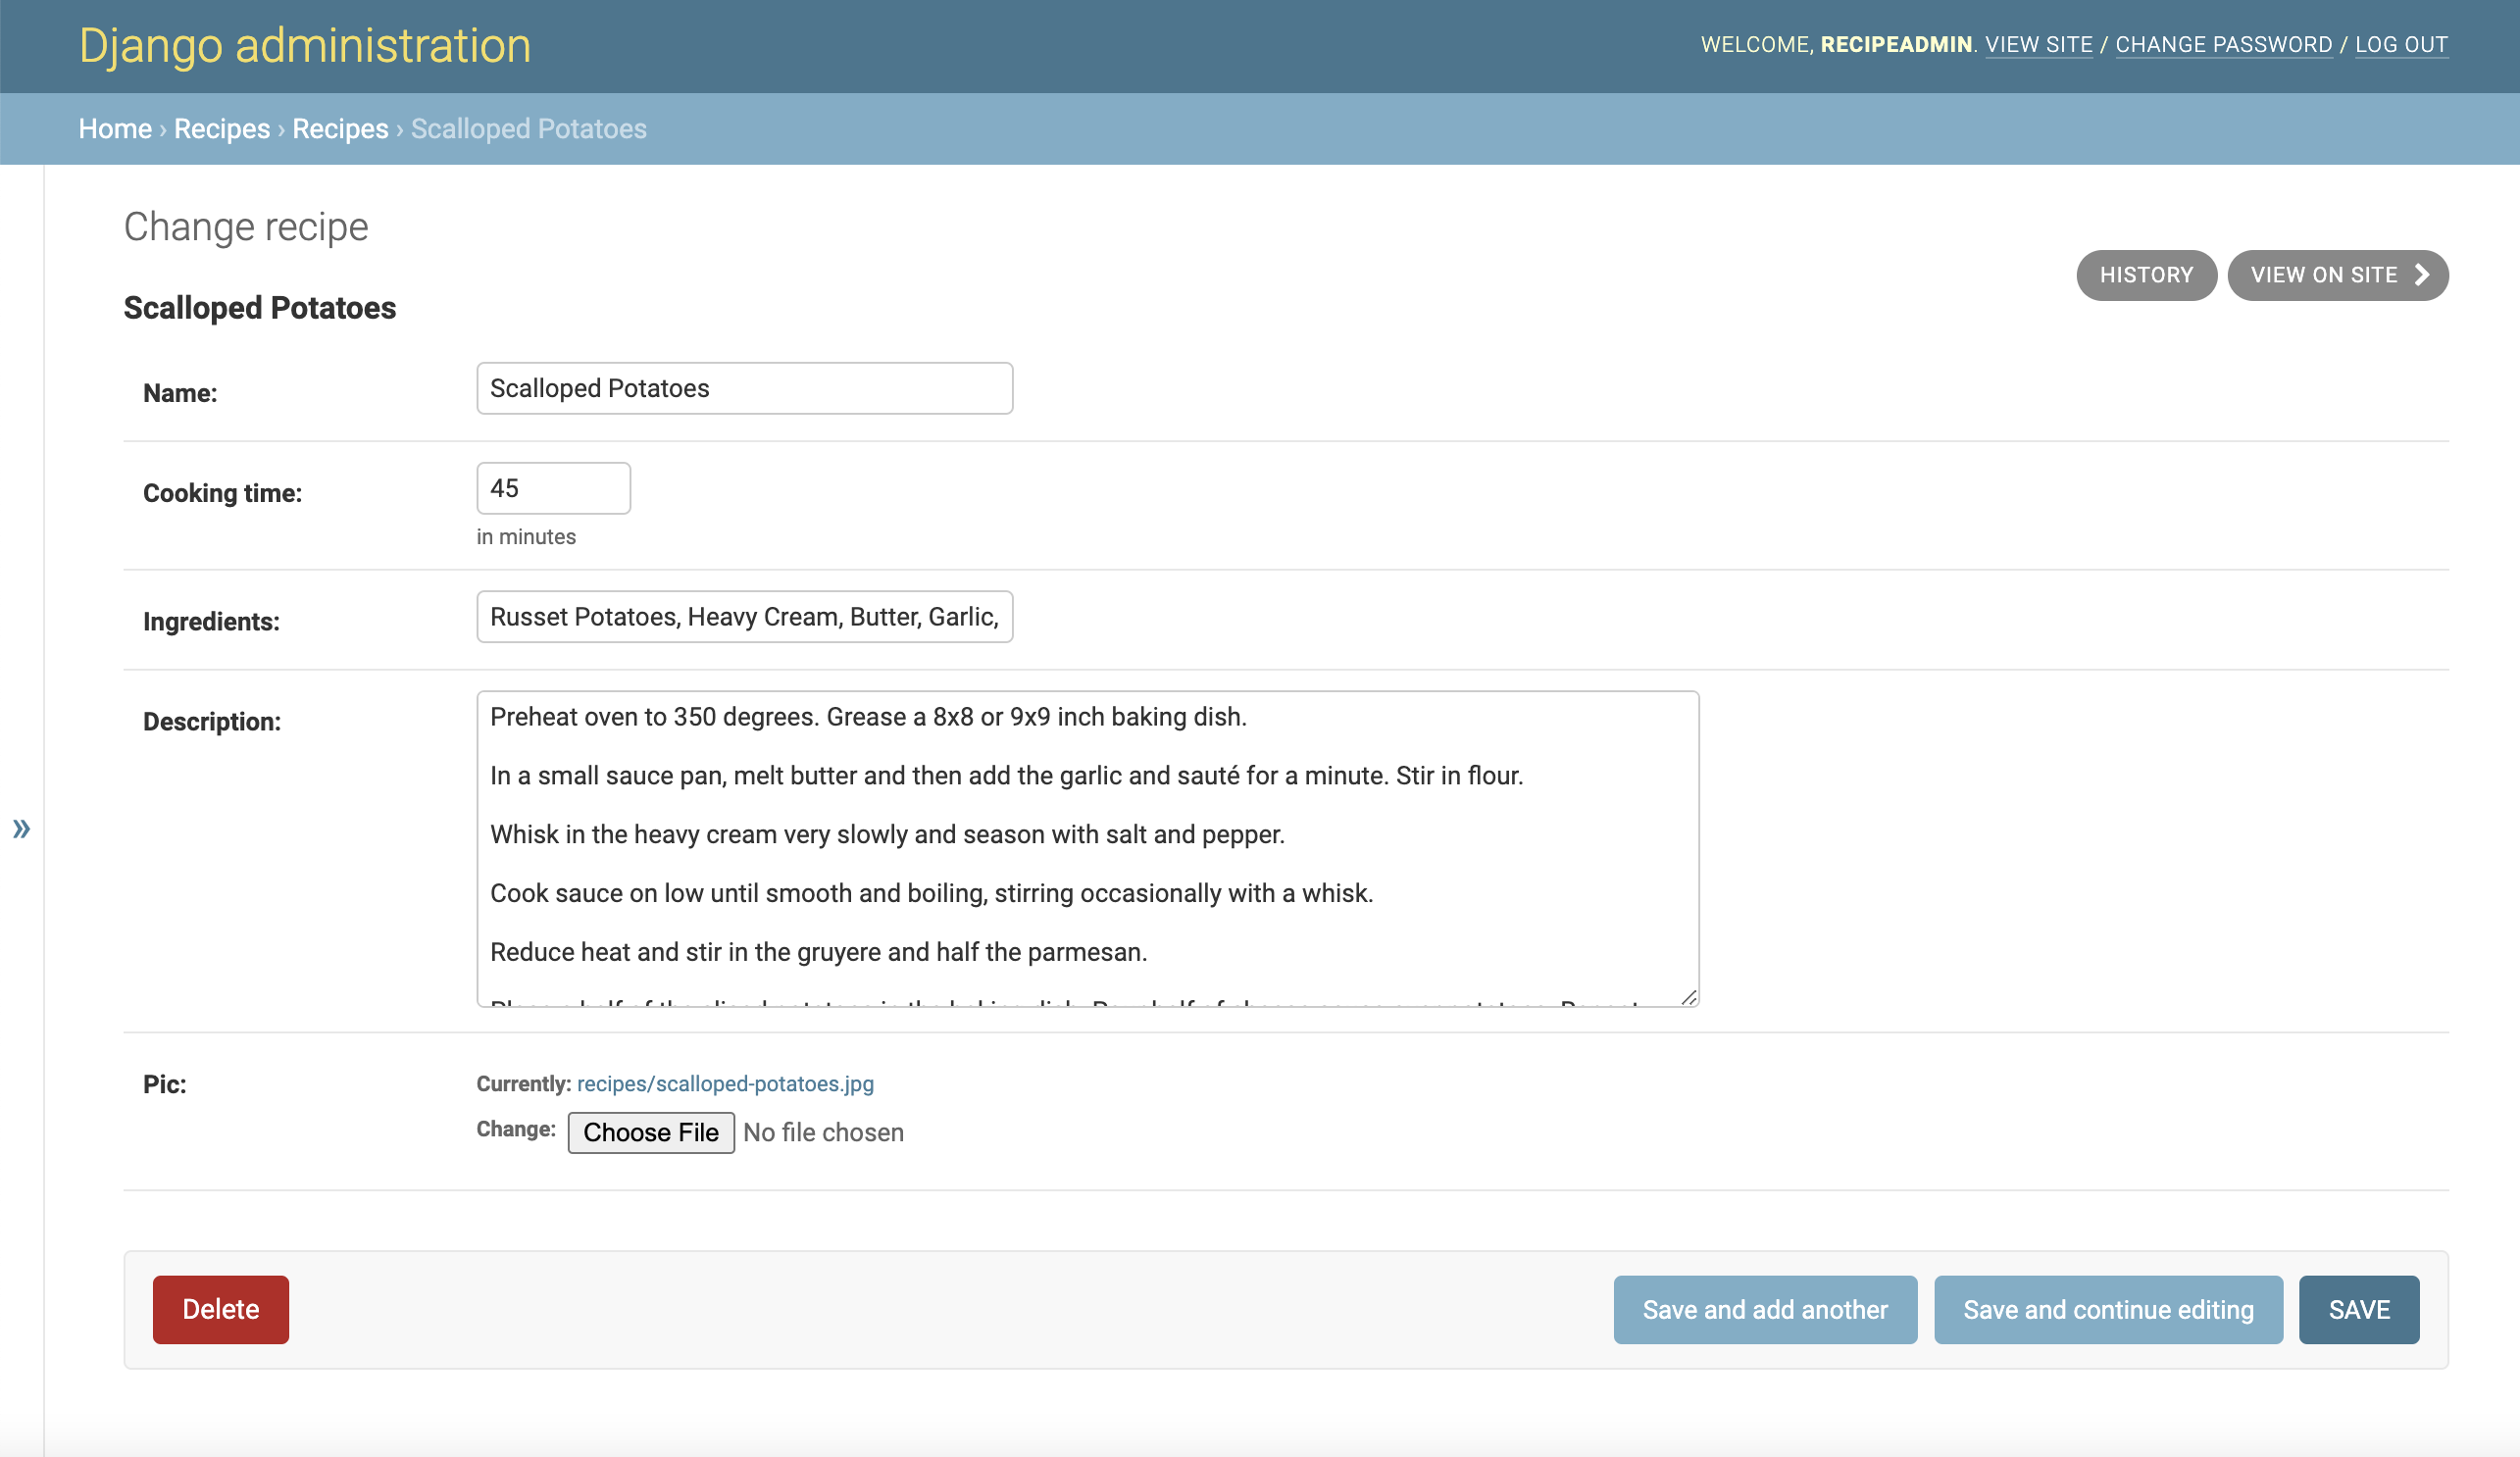 Django administration
WELCOME, RECIPEADMIN. VIEW SITE / CHANGE PASSWORD / LOG OUT
Home › Recipes › Recipes › Scalloped Potatoes
Change recipe
HISTORY
VIEW ON SITE
Scalloped Potatoes
Name:
Scalloped Potatoes
Cooking time:
45
in minutes
Ingredients:
Russet Potatoes, Heavy Cream, Butter, Garlic,
Description:
Preheat oven to 350 degrees. Grease a 8x8 or 9x9 inch baking dish.
In a small sauce pan, melt butter and then add the garlic and sauté for a minute. Stir in flour.
Whisk in the heavy cream very slowly and season with salt and pepper.
Cook sauce on low until smooth and boiling, stirring occasionally with a whisk.
Reduce heat and stir in the gruyere and half the parmesan.
»
Pic:
Currently: recipes/scalloped-potatoes.jpg
Change: Choose File No file chosen
Delete
Save and add another
Save and continue editing
SAVE